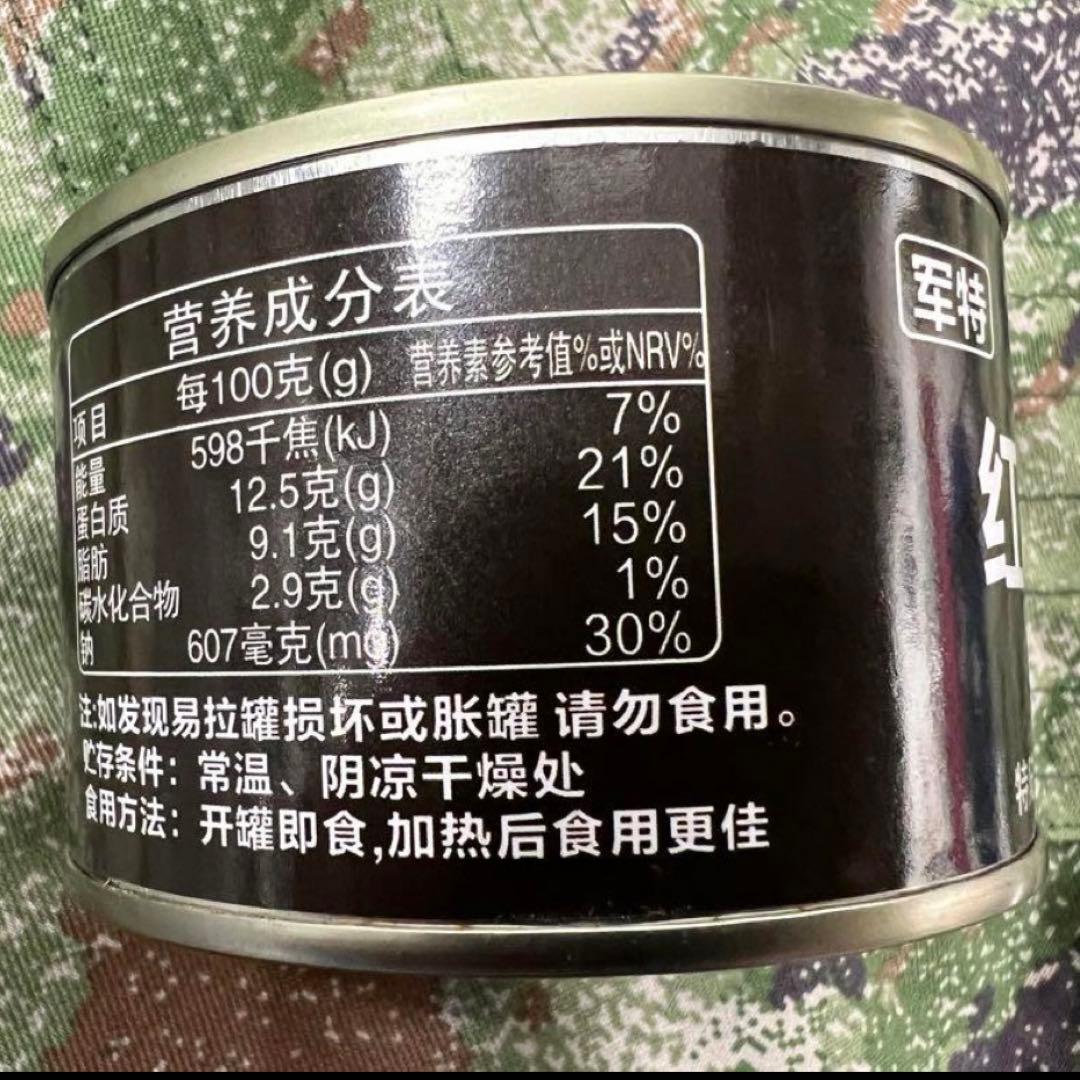 营养成分表
项目 每100克(g) 营养素参考值%或NRV%
能量 598千焦(kJ) 7%
蛋白质 12.5克(g) 21%
脂肪 9.1克(g) 15%
碳水化合物 2.9克(g) 1%
钠 607毫克(mg) 30%
注:如发现易拉罐损坏或胀罐 请勿食用。
贮存条件：常温、阴凉干燥处
食用方法：开罐即食,加热后食用更佳
军特
红